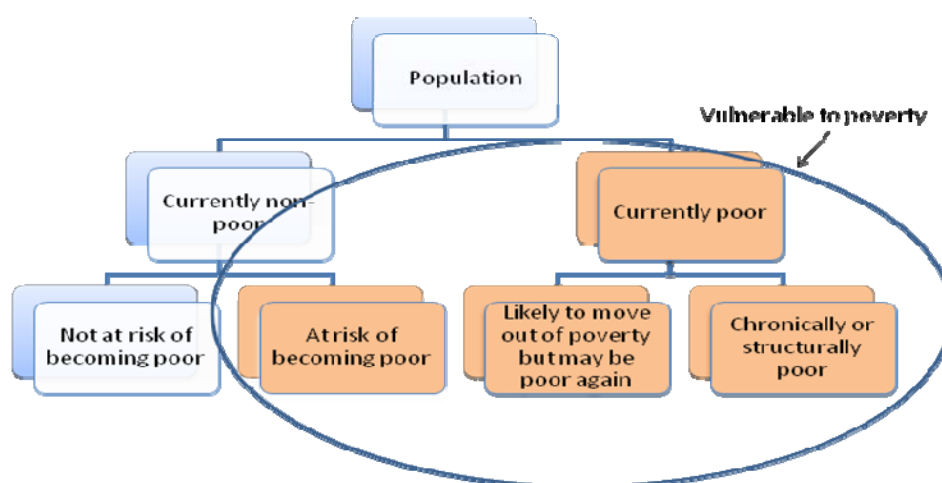 Population
Vulnerable to poverty
Currently non-
poor
Currently poor
Not at risk of
becoming poor
At risk of
becoming poor
Likely to move
out of poverty
but may be
poor again
Chronically or
structurally
poor